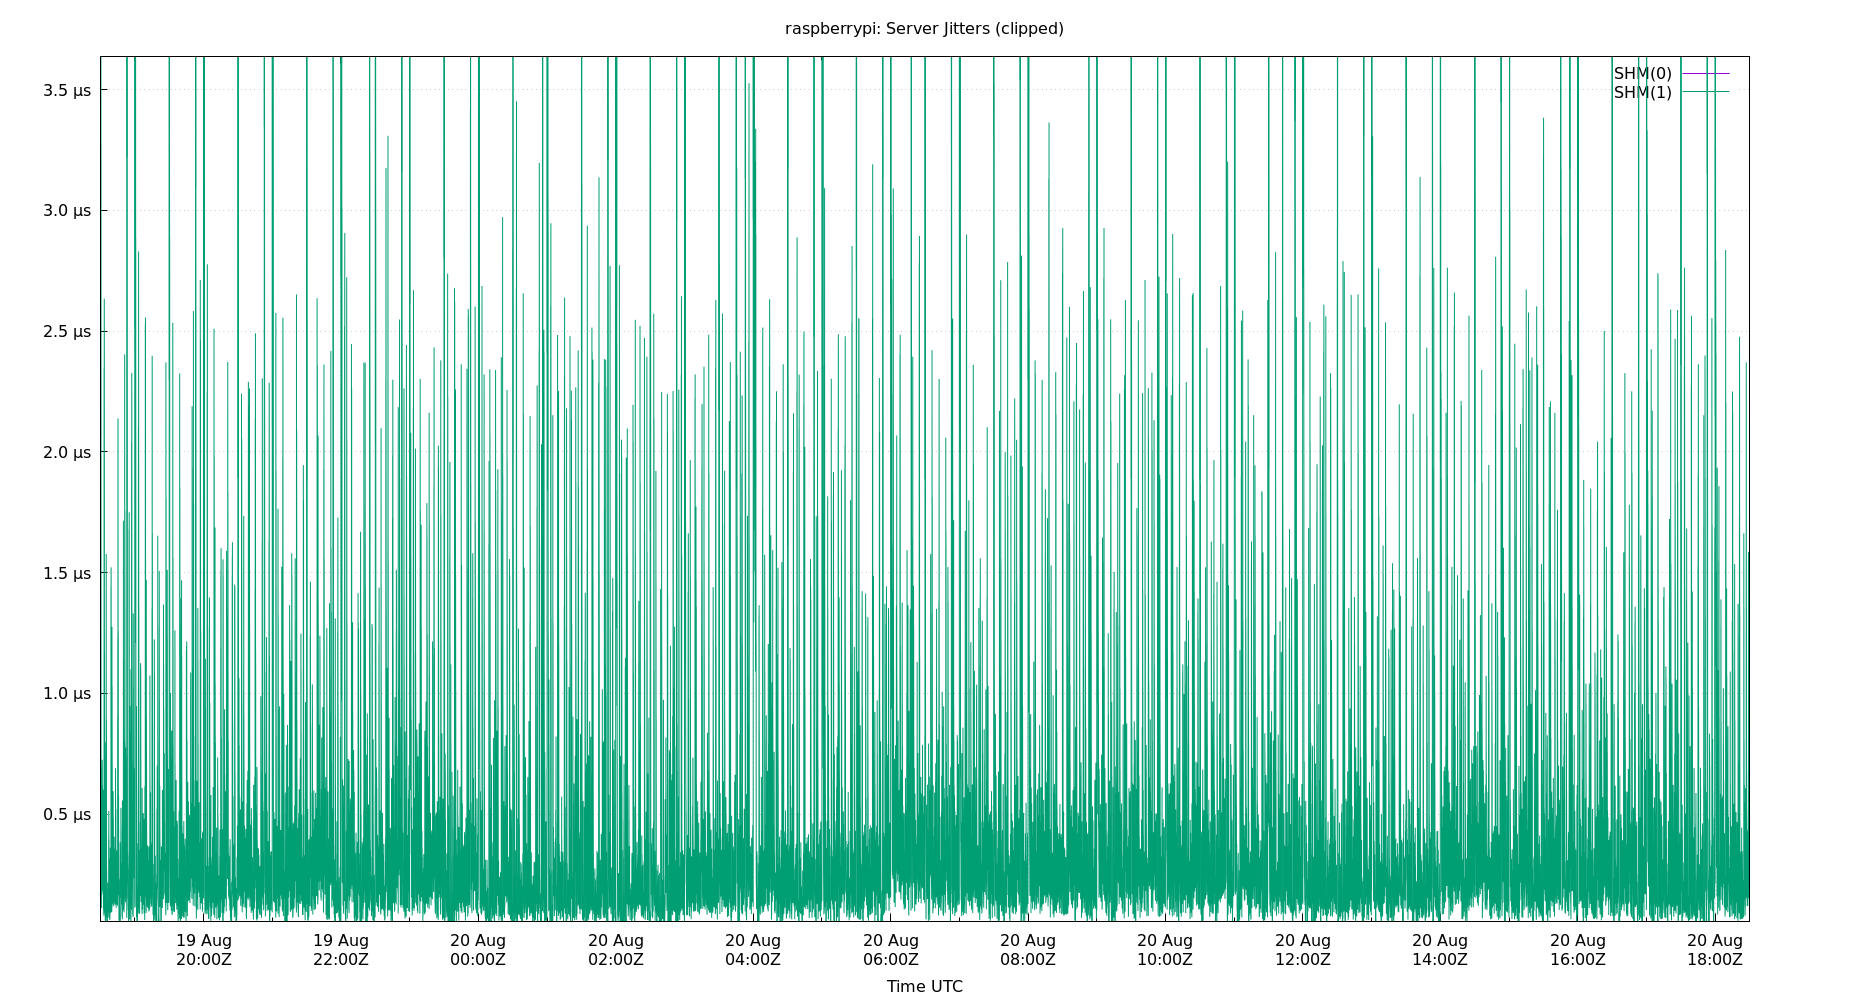 raspberrypi: Server Jitters (clipped)
SHM(0)
SHM(1)
3.5 µs
3.0 µs
2.5 µs
2.0 µs
1.5 µs
1.0 µs
0.5 µs
19 Aug 19 Aug 20 Aug 20 Aug 20 Aug 20 Aug 20 Aug 20 Aug 20 Aug 20 Aug 20 Aug 20 Aug
20:00Z 22:00Z 00:00Z 02:00Z 04:00Z 06:00Z 08:00Z 10:00Z 12:00Z 14:00Z 16:00Z 18:00Z
Time UTC